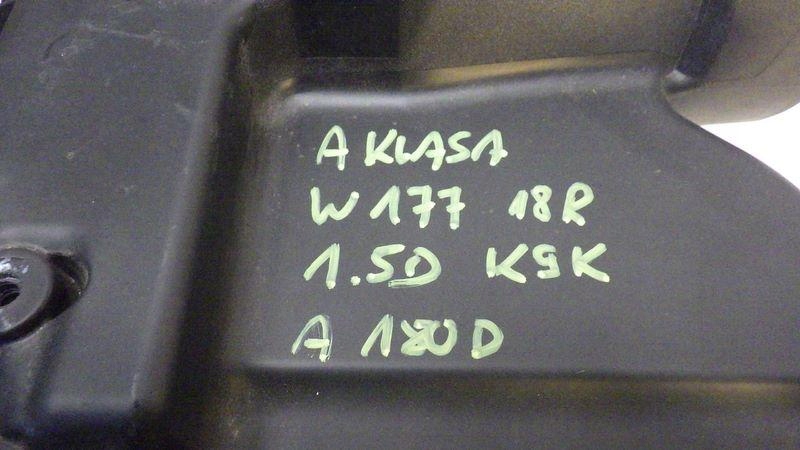 A KLASA
W177 18R
1.5D K9K
A 180D